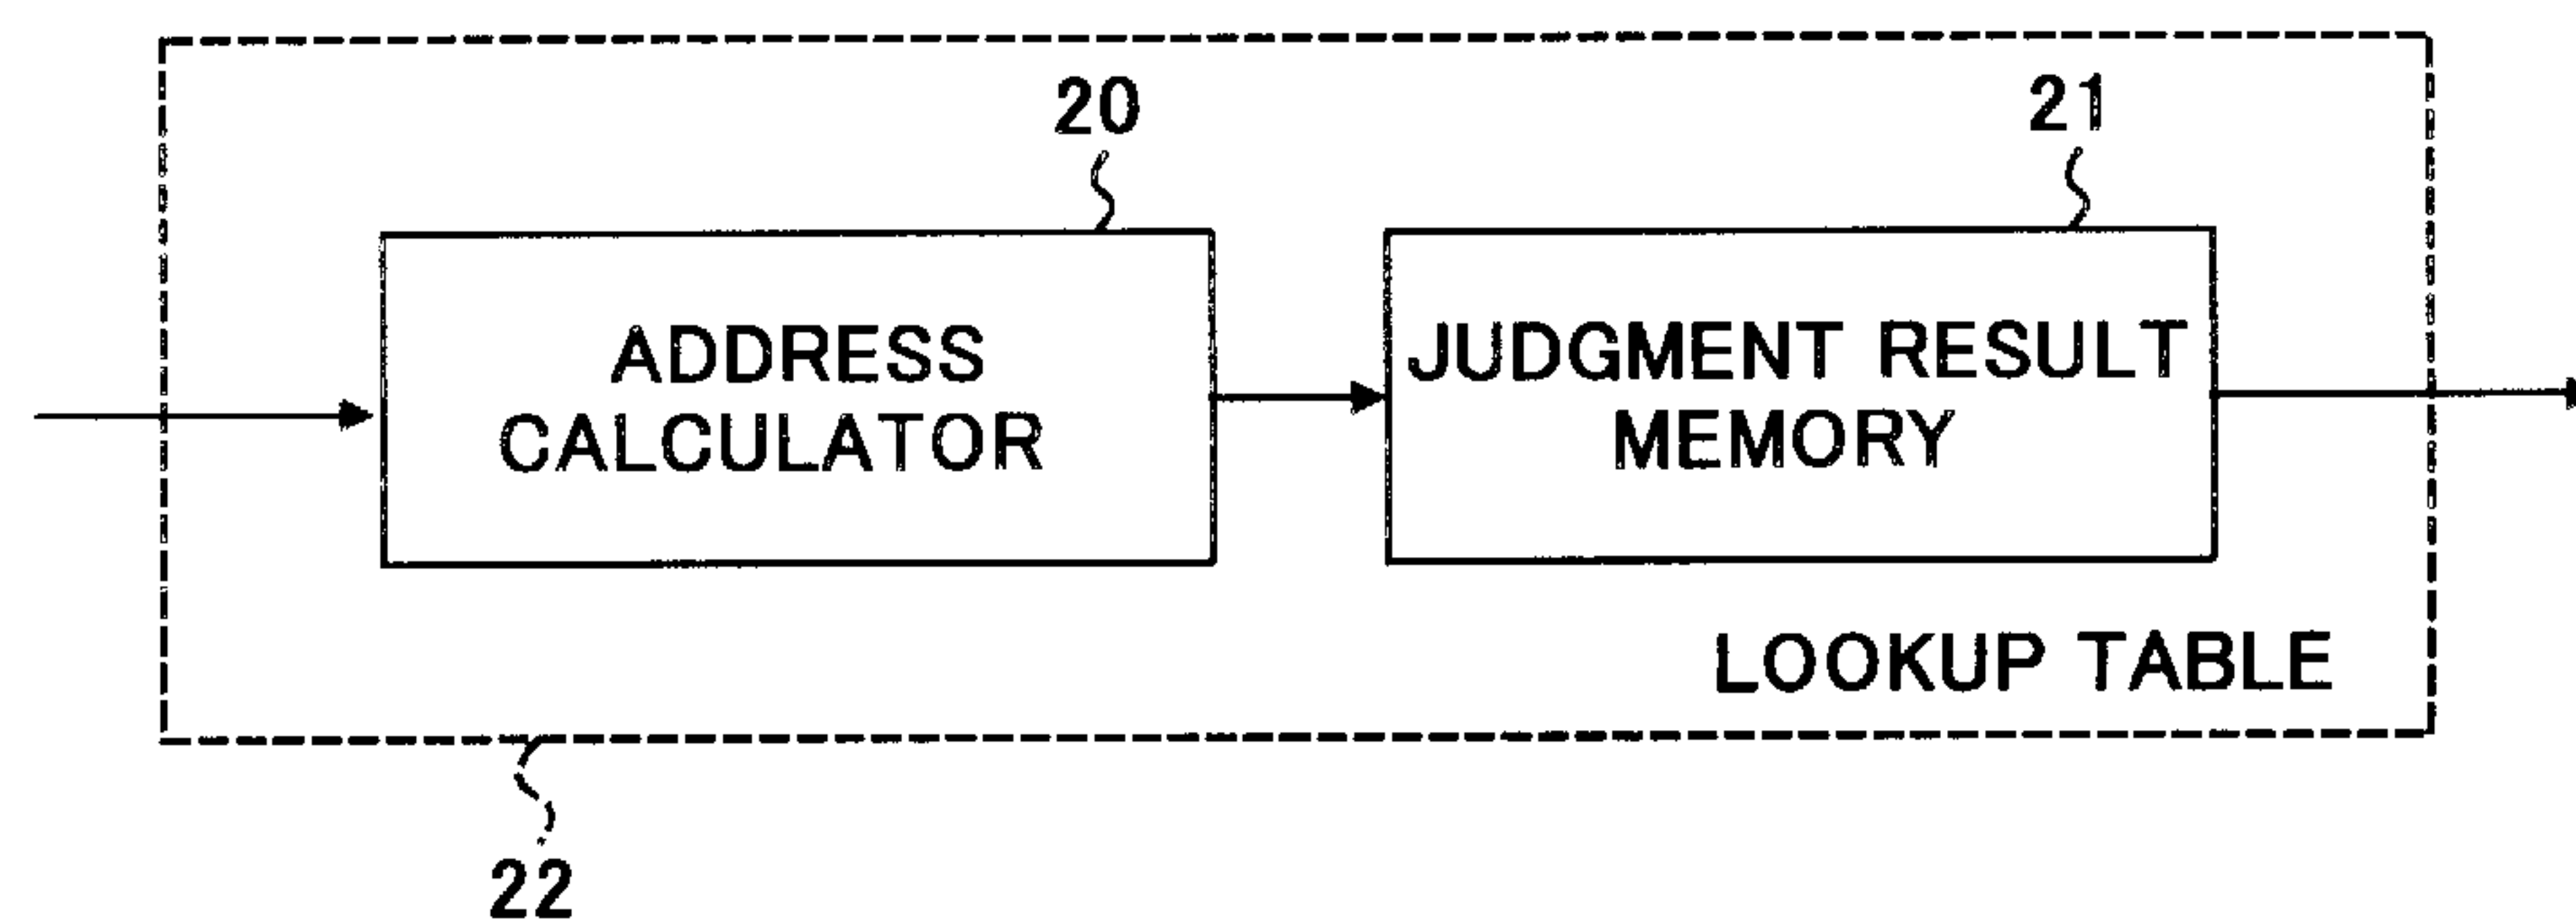 20
21
ADDRESS
CALCULATOR
JUDGMENT RESULT
MEMORY
LOOKUP TABLE
22